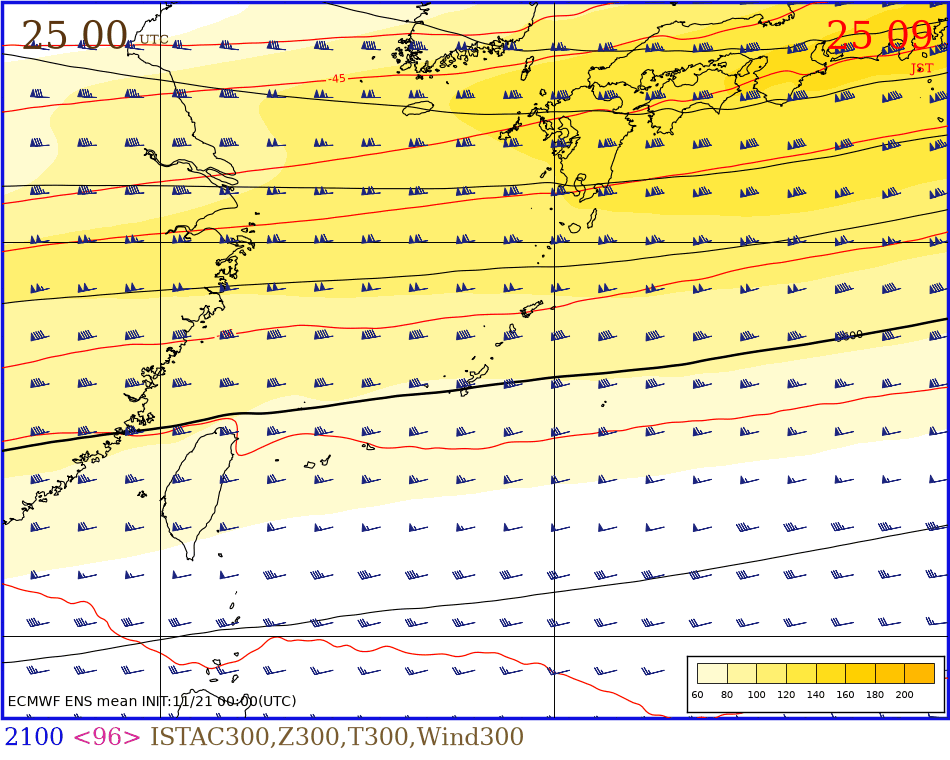 25 00 UTC
25 09
JST
-45
9600
60 80 100 120 140 160 180 200
ECMWF ENS mean INIT:11/21 00:00(UTC)
2100 <96> ISTAC300,Z300,T300,Wind300